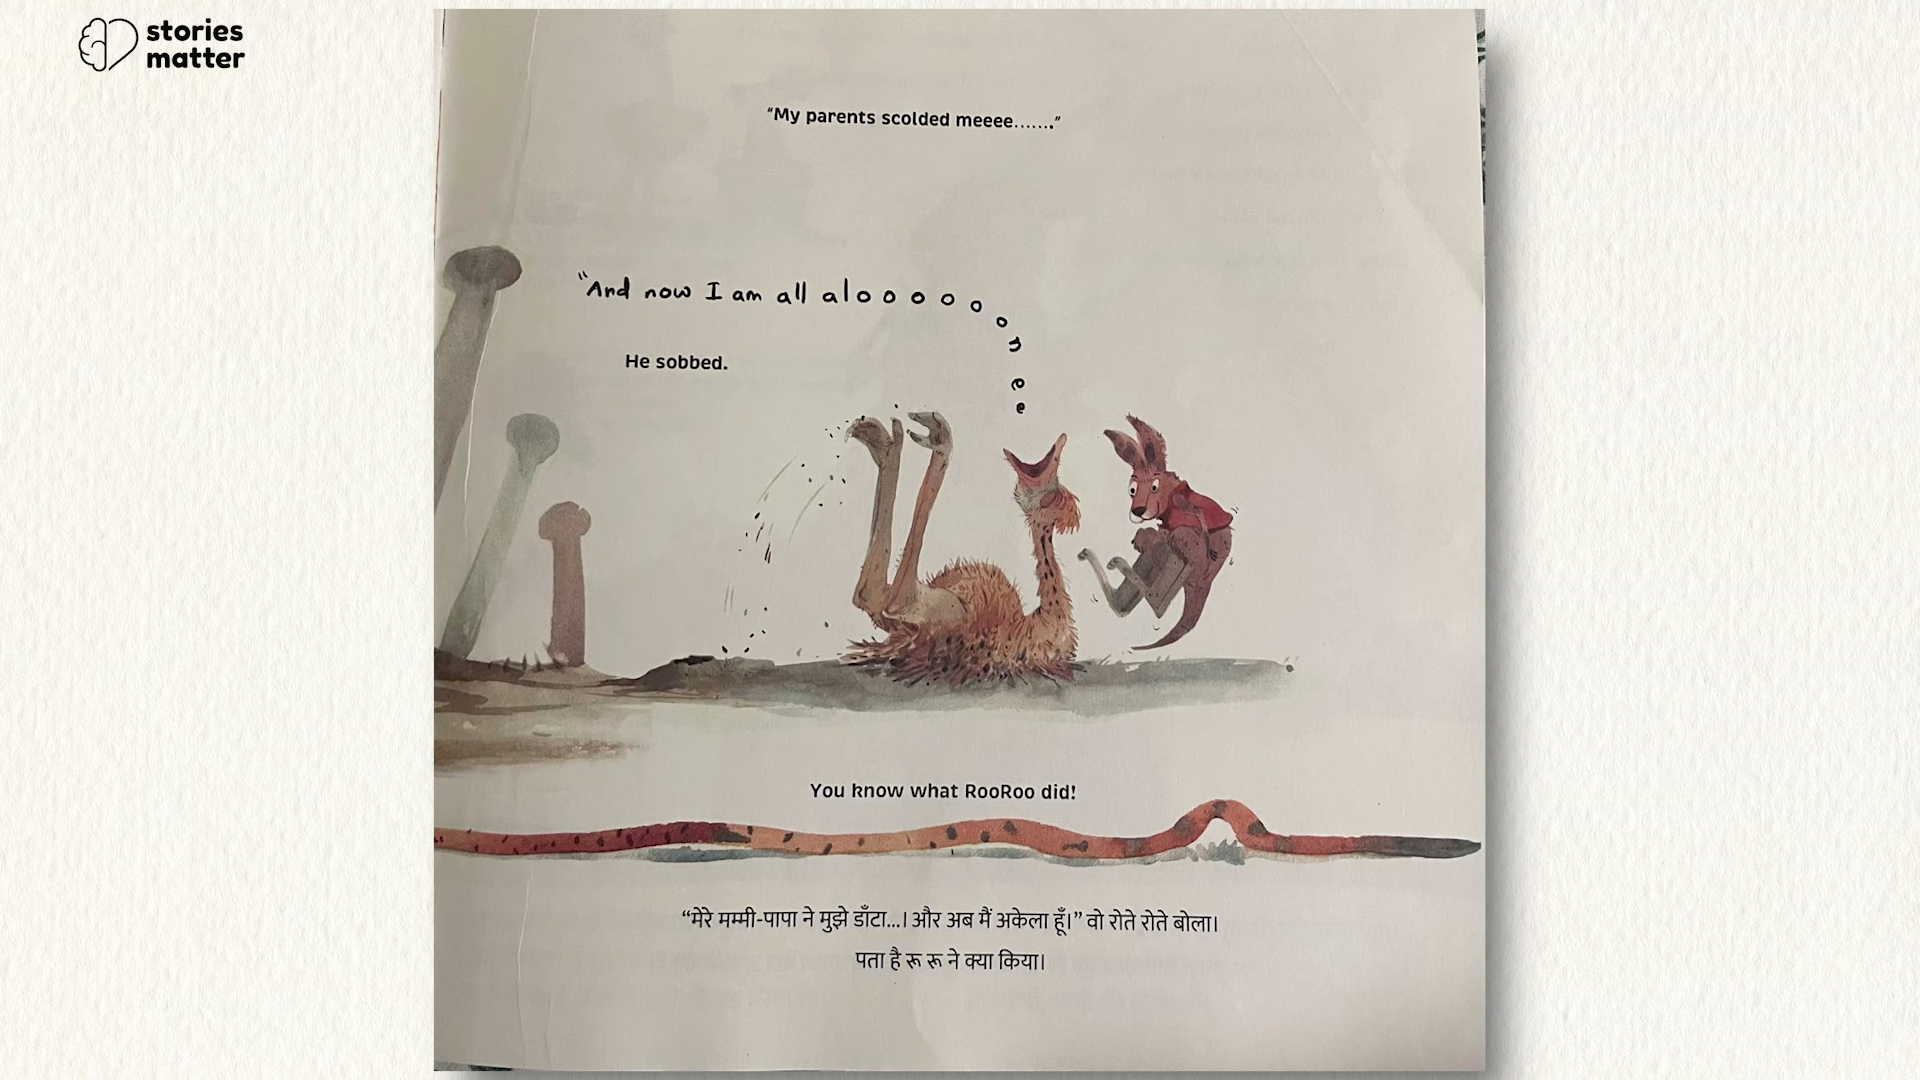 stories
matter
"My parents scolded meeee......."
"And now I am all alooooooonee
He sobbed.
You know what RooRoo did!
“मेरे मम्मी-पापा ने मुझे डाँटा...। और अब मैं अकेला हूँ।” वो रोते रोते बोला।
पता है रू रू ने क्या किया।